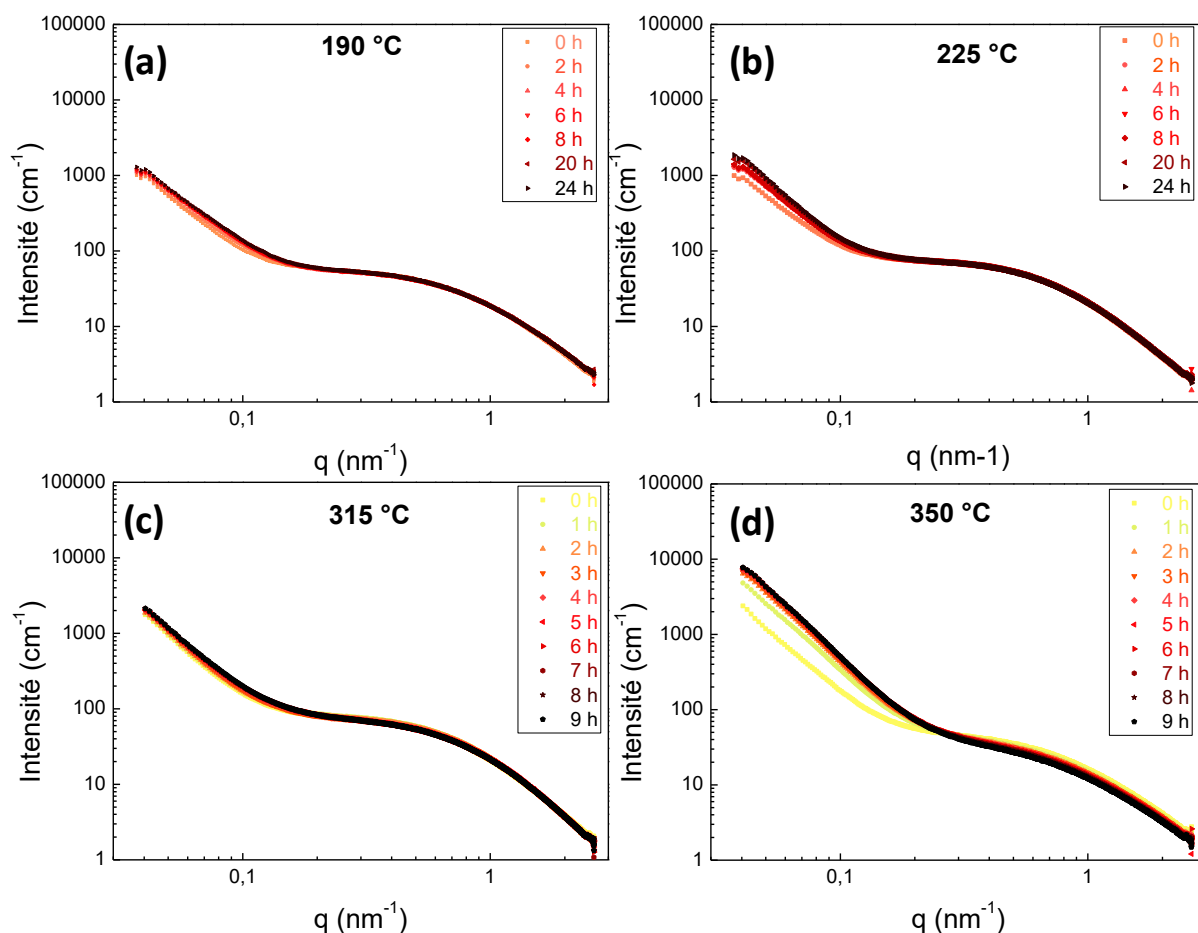 (a)
190 °C
0 h
2 h
4 h
6 h
8 h
20 h
24 h
100000
10000
1000
100
10
1
0,1
1
Intensité (cm-1)
q (nm-1)
(b)
225 °C
0 h
2 h
4 h
6 h
8 h
20 h
24 h
100000
10000
1000
100
10
1
0,1
1
Intensité (cm-1)
q (nm-1)
(c)
315 °C
0 h
1 h
2 h
3 h
4 h
5 h
6 h
7 h
8 h
9 h
100000
10000
1000
100
10
1
0,1
1
Intensité (cm-1)
q (nm-1)
(d)
350 °C
0 h
1 h
2 h
3 h
4 h
5 h
6 h
7 h
8 h
9 h
100000
10000
1000
100
10
1
0,1
1
Intensité (cm-1)
q (nm-1)